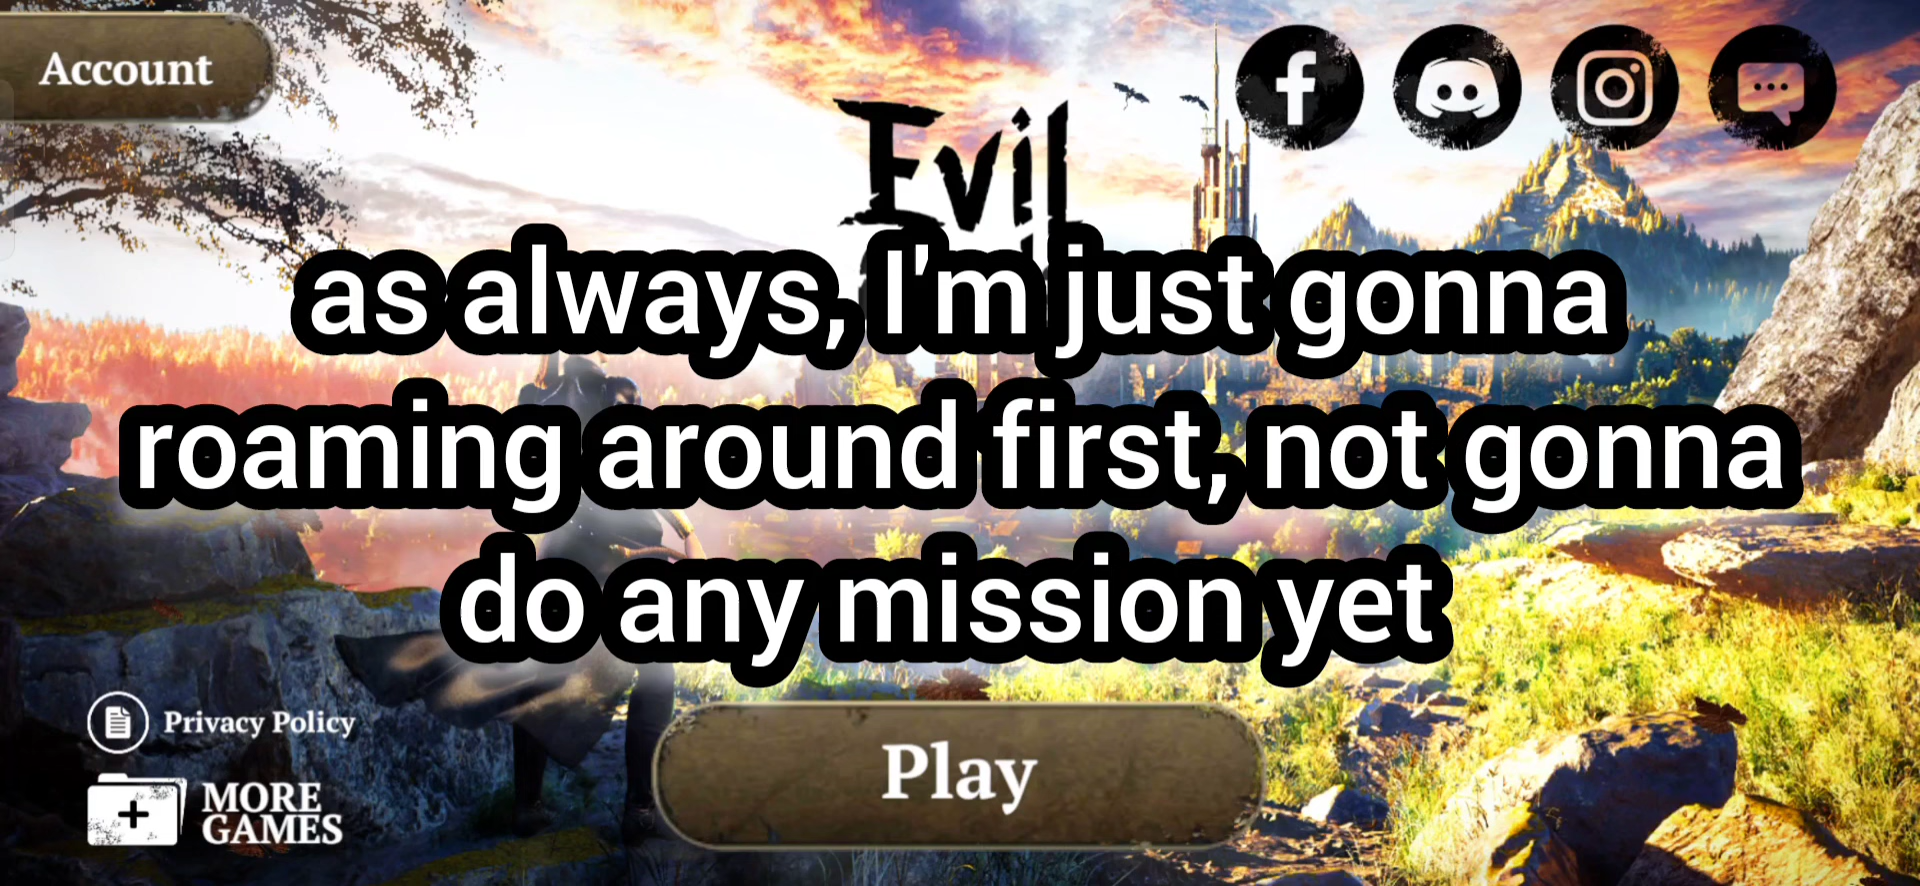 Account
Evil
as always, I'm just gonna
roaming around first, not gonna
do any mission yet
Privacy Policy
Play
MORE
GAMES